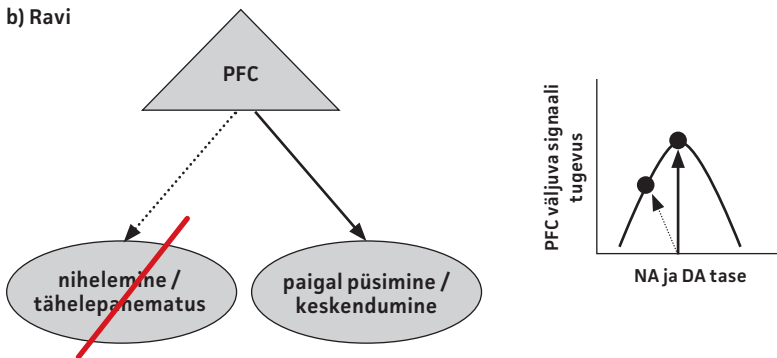 b) Ravi
PFC
nihelemine /
tähelepanematus
paigal püsimine /
keskendumine
PFC väljuva signaali
tugevus
NA ja DA tase